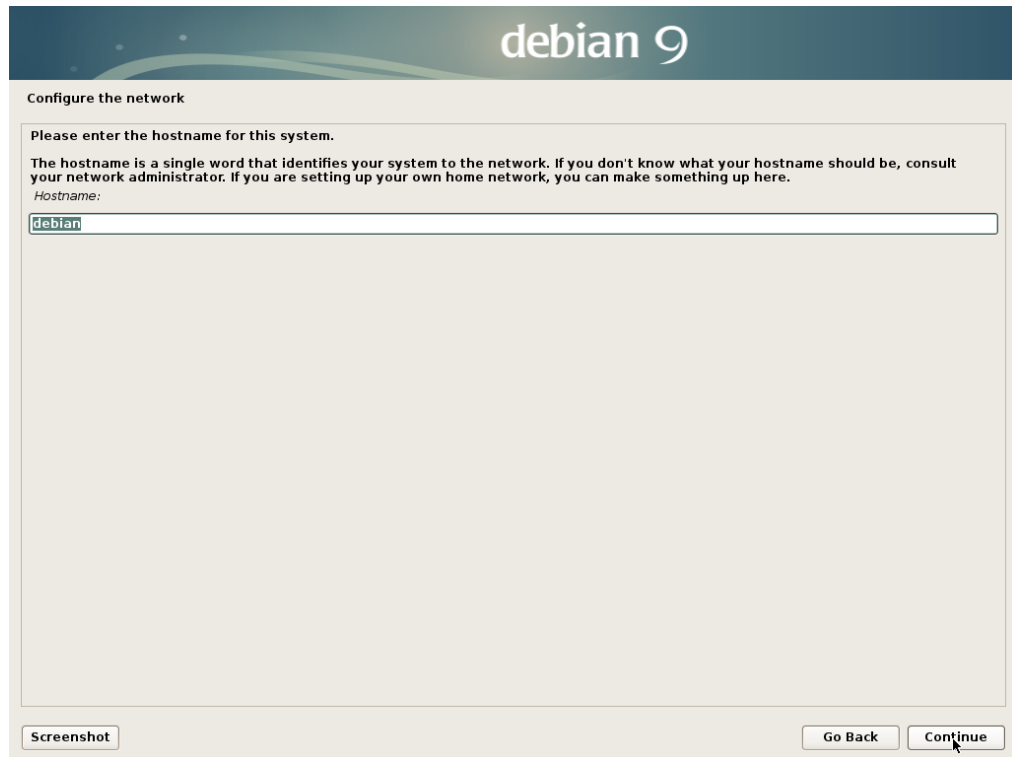 debian 9
Configure the network
Please enter the hostname for this system.
The hostname is a single word that identifies your system to the network. If you don't know what your hostname should be, consult
your network administrator. If you are setting up your own home network, you can make something up here.
Hostname:
debian
Screenshot
Go Back
Continue